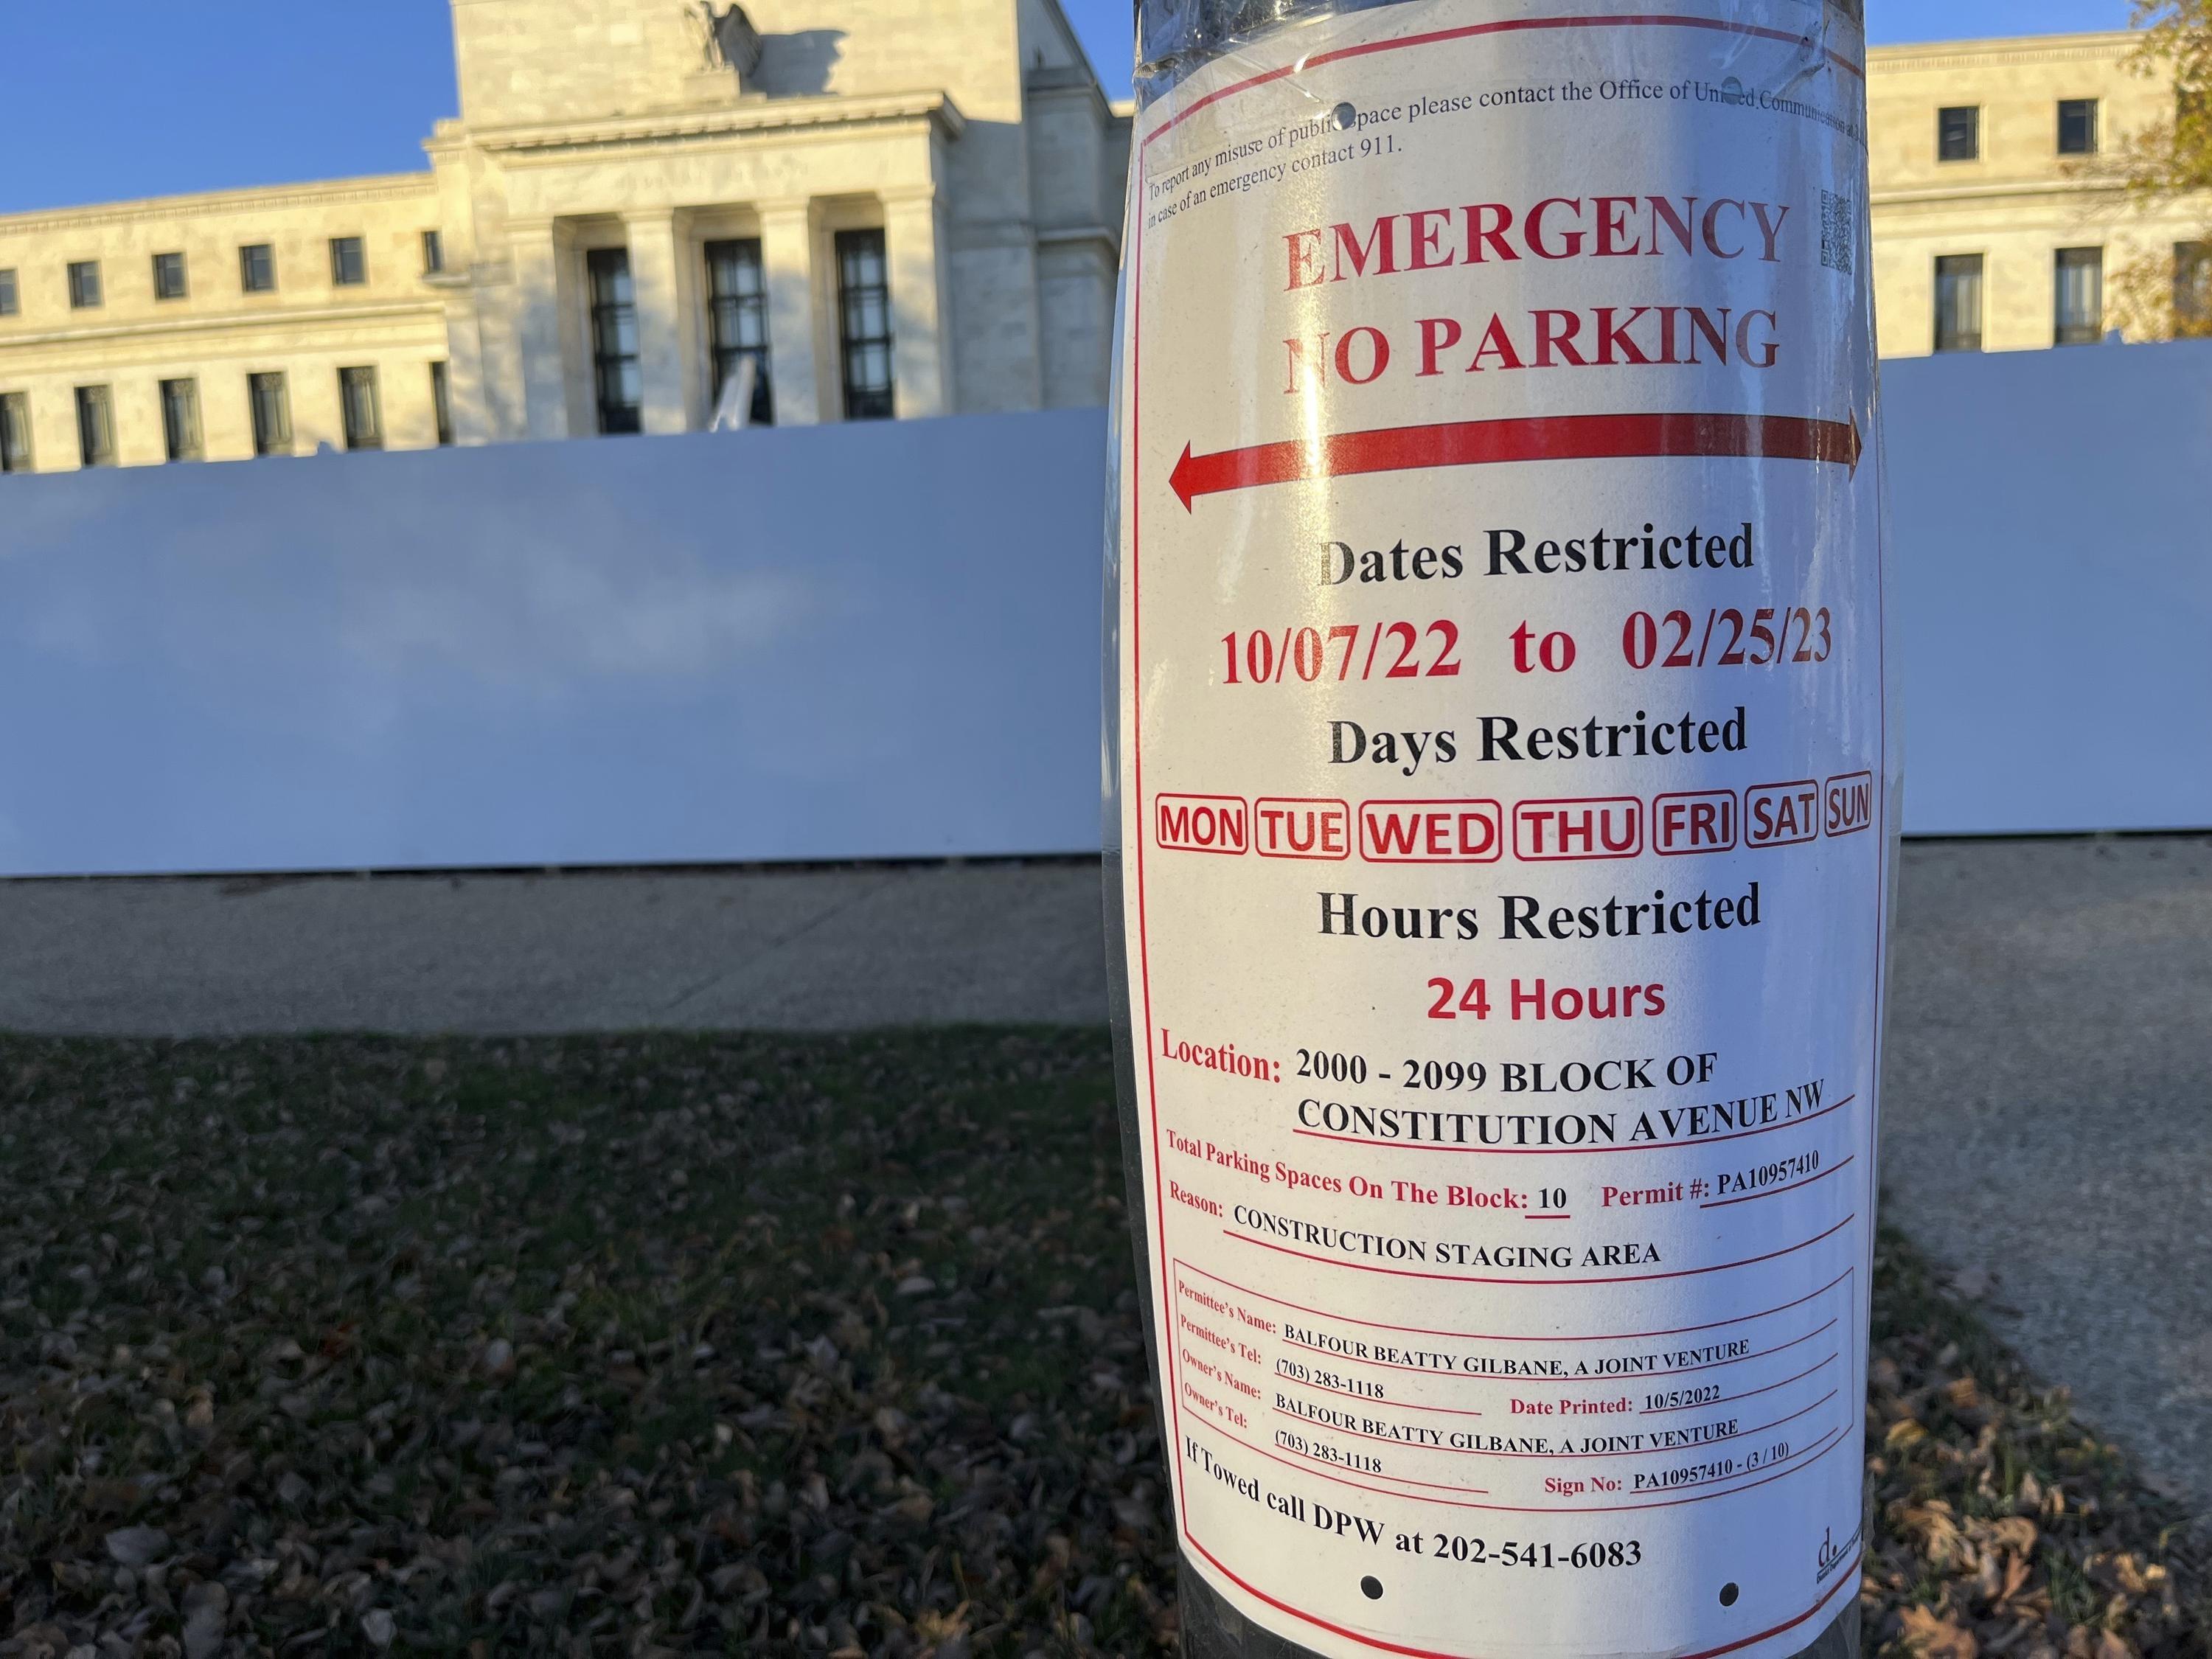 To report any misuse of public space please contact the Office of Unified Communication
in case of an emergency contact 911.
EMERGENCY
NO PARKING
Dates Restricted
10/07/22 to 02/25/23
Days Restricted
MON TUE WED THU FRI SAT SUN
Hours Restricted
24 Hours
Location: 2000 - 2099 BLOCK OF
CONSTITUTION AVENUE NW
Total Parking Spaces On The Block: 10 Permit #: PA10957410
Reason: CONSTRUCTION STAGING AREA
Permittee's Name: BALFOUR BEATTY GILBANE, A JOINT VENTURE
Permittee's Tel: (703) 283-1118 Date Printed: 10/5/2022
Owner's Name: BALFOUR BEATTY GILBANE, A JOINT VENTURE
Owner's Tel: (703) 283-1118 Sign No: PA10957410 - (3 / 10)
If Towed call DPW at 202-541-6083
d.